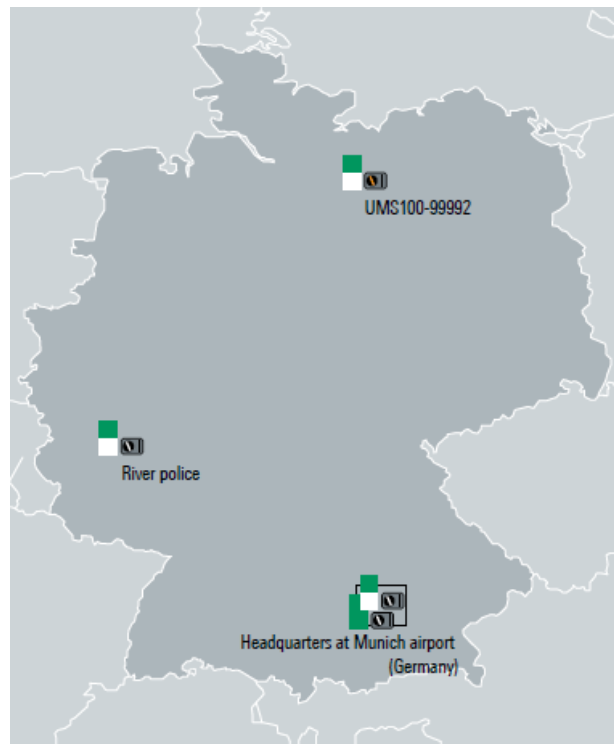 UMS100-99992
River police
Headquarters at Munich airport
(Germany)